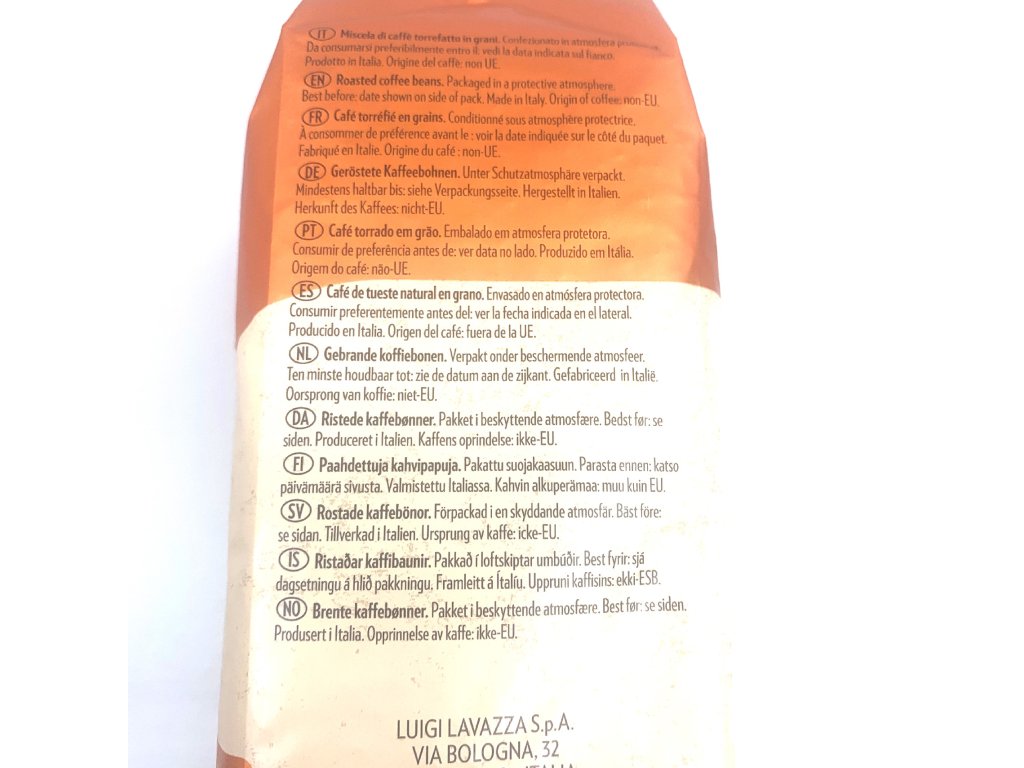 IT Miscela di caffè torrefatto in grani. Confezionato in atmosfera
Da consumarsi preferibilmente entro il: vedi la data indicata sul fianco.
Prodotto in Italia. Origine del caffè: non UE.
EN Roasted coffee beans. Packaged in a protective atmosphere.
Best before: date shown on side of pack. Made in Italy. Origin of coffee: non-EU.
FR Café torréfié en grains. Conditionné sous atmosphère protectrice.
À consommer de préférence avant le : voir la date indiquée sur le côté du paquet.
Fabriqué en Italie. Origine du café : non-UE.
DE Geröstete Kaffeebohnen. Unter Schutzatmosphäre verpackt.
Mindestens haltbar bis: siehe Verpackungsseite. Hergestellt in Italien.
Herkunft des Kaffees: nicht-EU.
PT Café torrado em grão. Embalado em atmosfera protetora.
Consumir de preferência antes de: ver data no lado. Produzido em Itália.
Origem do café: não-UE.
ES Café de tueste natural en grano. Envasado en atmósfera protectora.
Consumir preferentemente antes del: ver la fecha indicada en el lateral.
Producido en Italia. Origen del café: fuera de la UE.
NL Gebrande koffiebonen. Verpakt onder beschermende atmosfeer.
Ten minste houdbaar tot: zie de datum aan de zijkant. Gefabriceerd in Italië.
Oorsprong van koffie: niet-EU.
DA Ristede kaffebønner. Pakket i beskyttende atmosfære. Bedst før: se
siden. Produceret i Italien. Kaffens oprindelse: ikke-EU.
FI Paahdettuja kahvipapuja. Pakattu suojakaasuun. Parasta ennen: katso
päivämäärä sivusta. Valmistettu Italiassa. Kahvin alkuperämaa: muu kuin EU.
SV Rostade kaffebönor. Förpackad i en skyddande atmosfär. Bäst före:
se sidan. Tillverkad i Italien. Ursprung av kaffe: icke-EU.
IS Ristaðar kaffibaunir. Pakkað í loftskiptar umbúðir. Best fyrir: sjá
dagsetningu á hlið pakkningu. Framleitt á Ítalíu. Uppruni kaffisins: ekki-ESB.
NO Brente kaffebønner. Pakket i beskyttende atmosfære. Best før: se siden.
Produsert i Italia. Opprinnelse av kaffe: ikke-EU.
LUIGI LAVAZZA S.p.A.
VIA BOLOGNA, 32